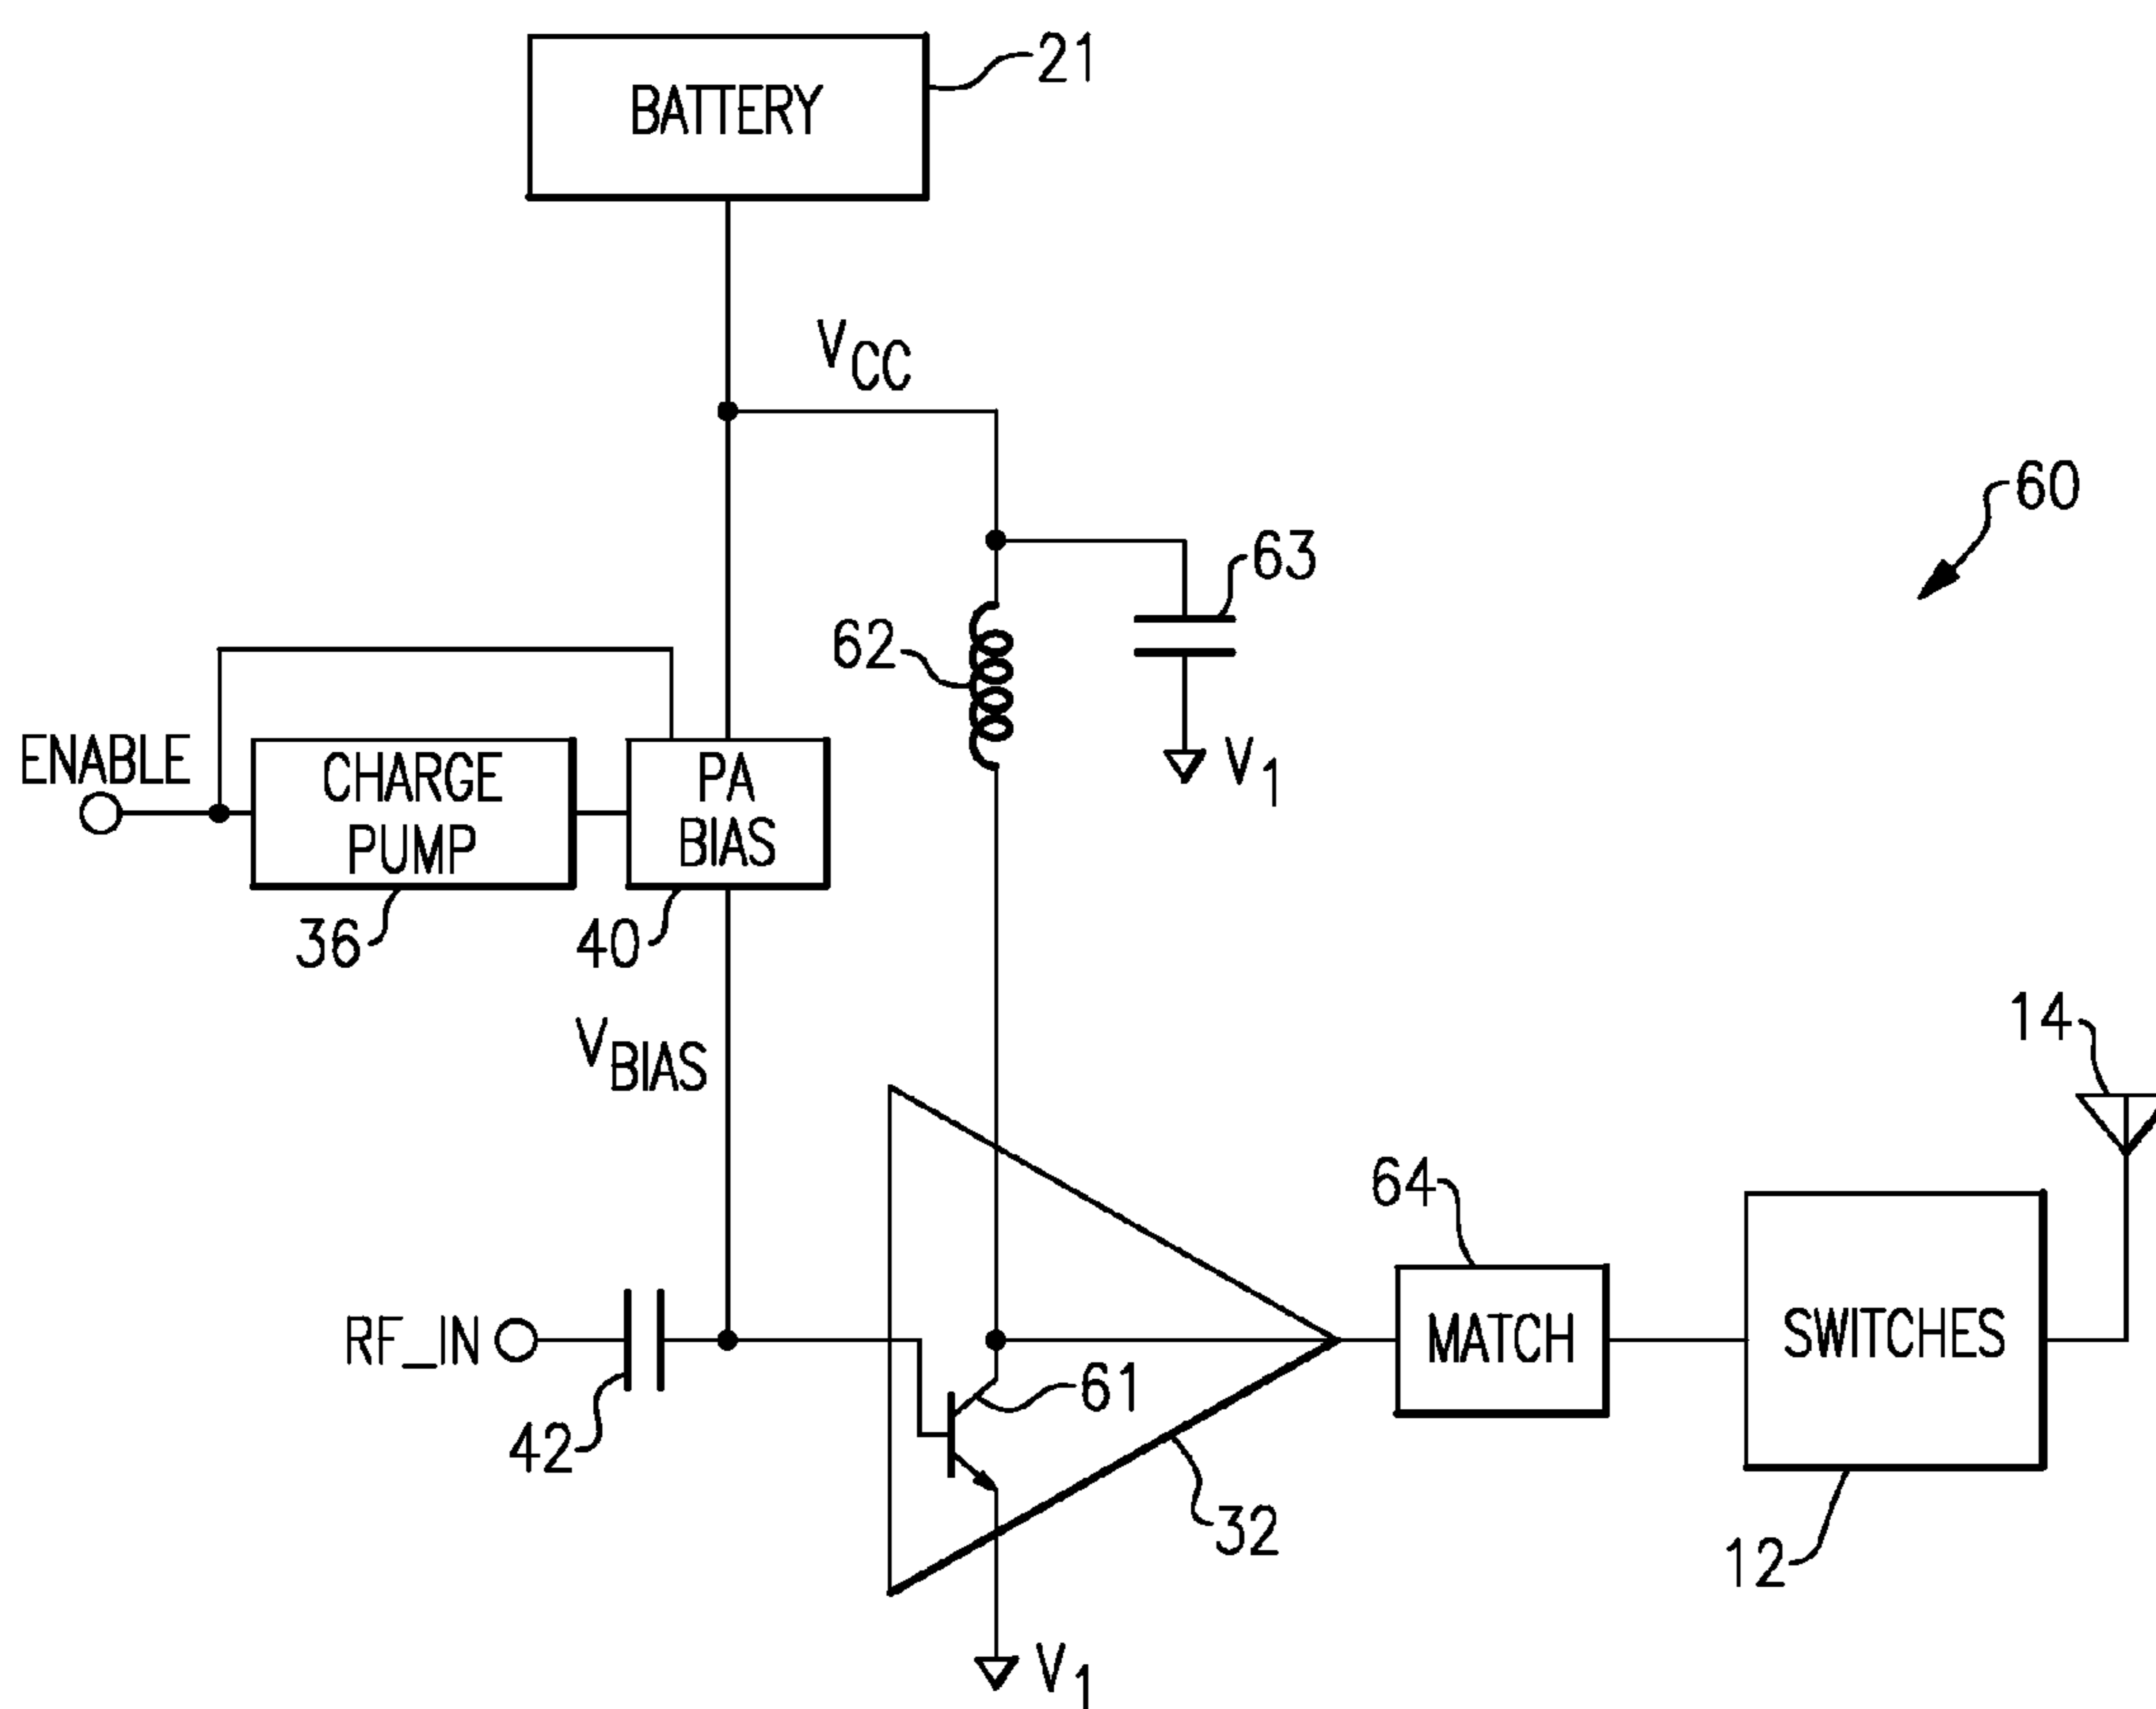 BATTERY
21
VCC
60
63
62
V1
ENABLE
CHARGE
PUMP
PA
BIAS
36
40
VBIAS
14
64
RF_IN
MATCH
SWITCHES
61
42
32
12
V1